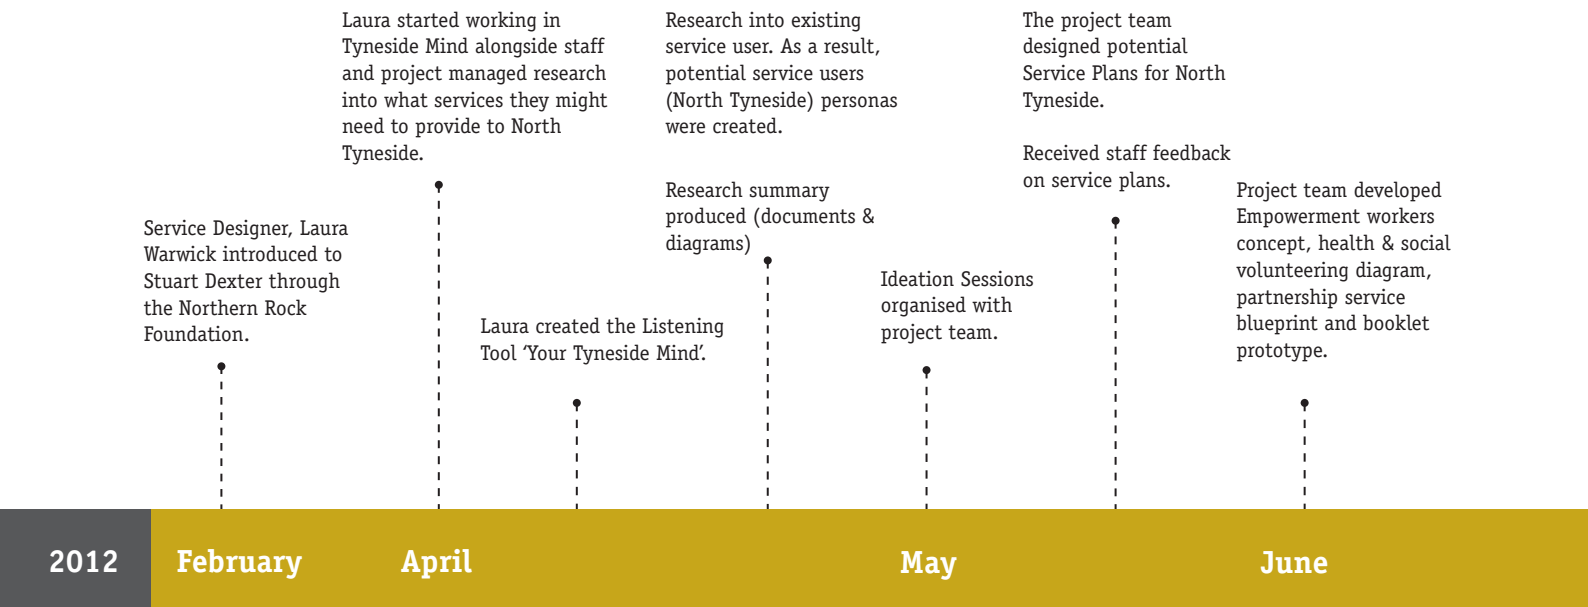 Service Designer, Laura
Warwick introduced to
Stuart Dexter through
the Northern Rock
Foundation.
Laura started working in
Tyneside Mind alongside staff
and project managed research
into what services they might
need to provide to North
Tyneside.
Laura created the Listening
Tool ‘Your Tyneside Mind’.
Research into existing
service user. As a result,
potential service users
(North Tyneside) personas
were created.
Research summary
produced (documents &
diagrams)
Ideation Sessions
organised with
project team.
The project team
designed potential
Service Plans for North
Tyneside.
Received staff feedback
on service plans.
Project team developed
Empowerment workers
concept, health & social
volunteering diagram,
partnership service
blueprint and booklet
prototype.
2012 February April May June